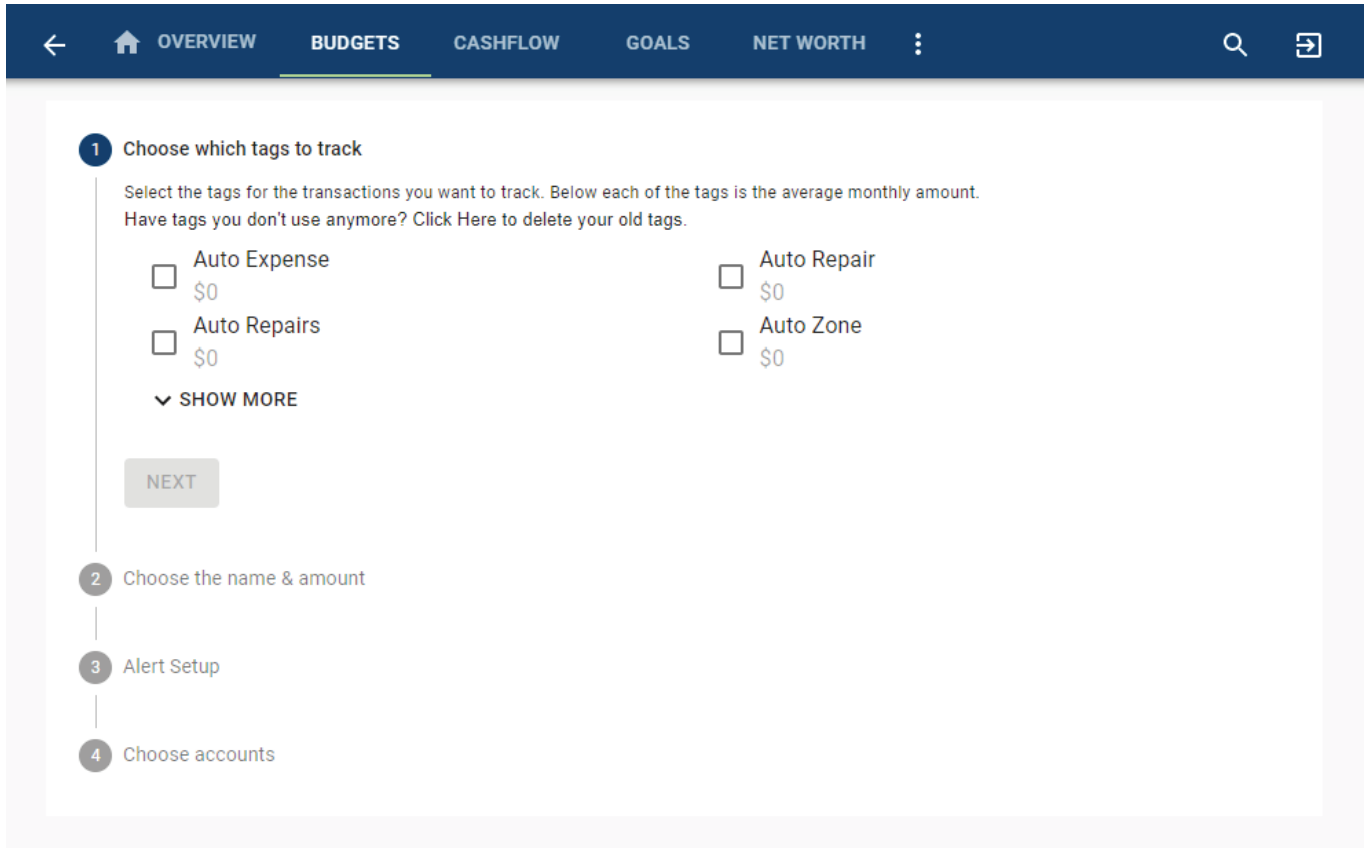 OVERVIEW BUDGETS CASHFLOW GOALS NET WORTH
1 Choose which tags to track
Select the tags for the transactions you want to track. Below each of the tags is the average monthly amount.
Have tags you don't use anymore? Click Here to delete your old tags.
Auto Expense
$0
Auto Repair
$0
Auto Repairs
$0
Auto Zone
$0
SHOW MORE
NEXT
2 Choose the name & amount
3 Alert Setup
4 Choose accounts